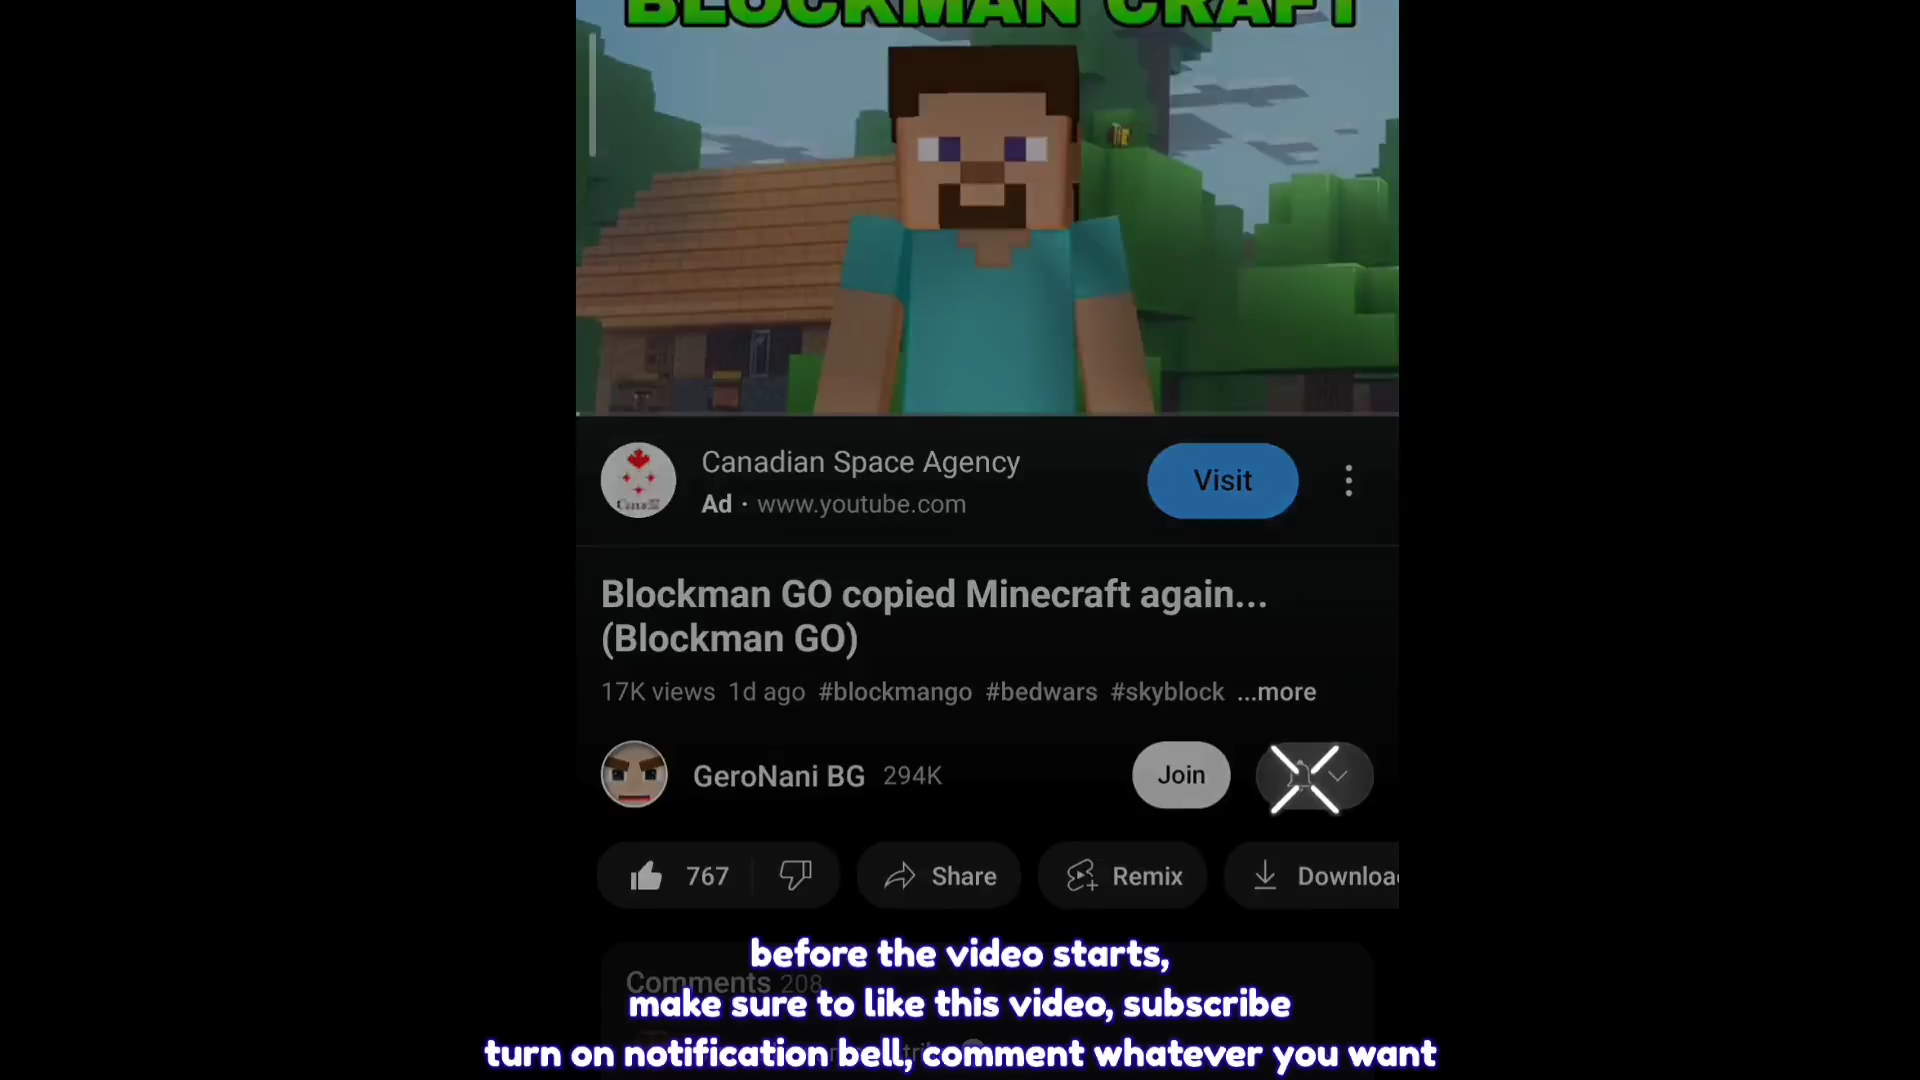 BLOCKMAN CRAFT
Canadian Space Agency
Ad · www.youtube.com
Visit
Blockman GO copied Minecraft again...
(Blockman GO)
17K views 1d ago #blockmango #bedwars #skyblock ...more
GeroNani BG 294K
Join
767
Share
Remix
Downloa
Comments 208
before the video starts,
make sure to like this video, subscribe
turn on notification bell, comment whatever you want